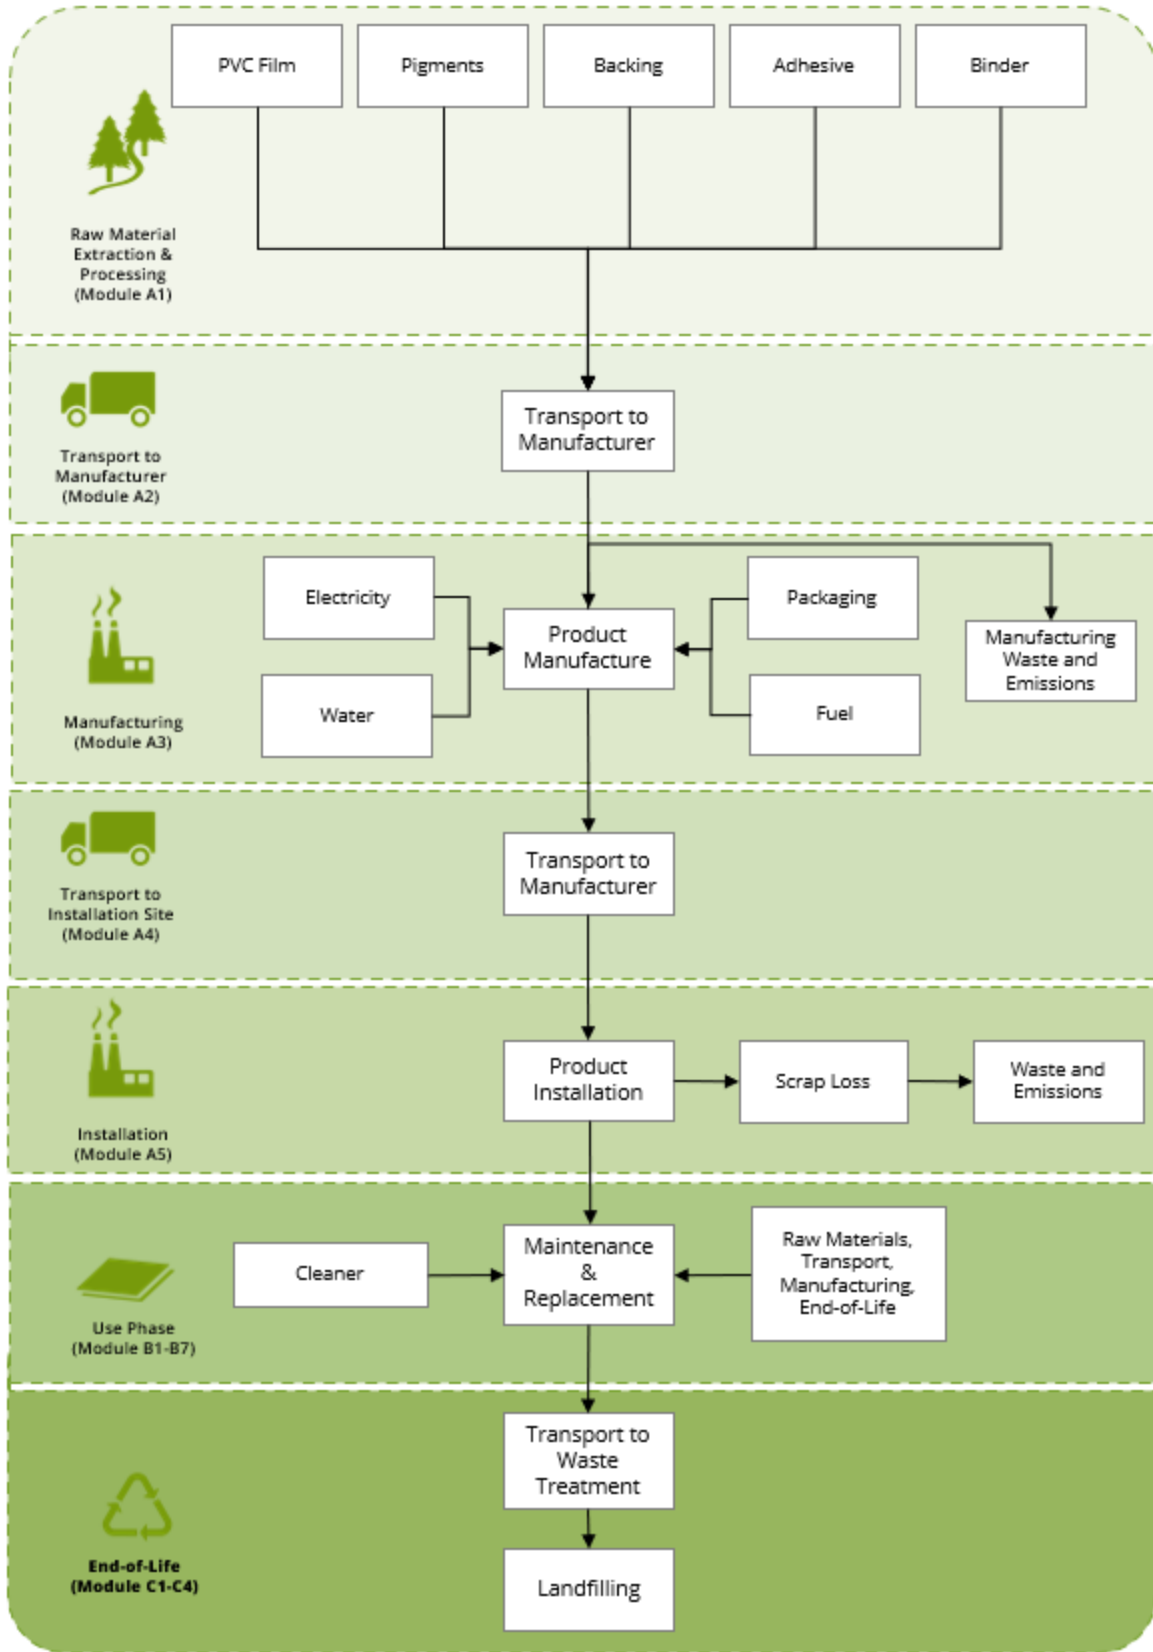 PVC Film
Pigments
Backing
Adhesive
Binder
Raw Material
Extraction &
Processing
(Module A1)
Transport to
Manufacturer
(Module A2)
Transport to
Manufacturer
Manufacturing
(Module A3)
Electricity
Water
Product
Manufacture
Packaging
Fuel
Manufacturing
Waste and
Emissions
Transport to
Installation Site
(Module A4)
Transport to
Manufacturer
Installation
(Module A5)
Product
Installation
Scrap Loss
Waste and
Emissions
Use Phase
(Module B1-B7)
Cleaner
Maintenance
&
Replacement
Raw Materials,
Transport,
Manufacturing,
End-of-Life
End-of-Life
(Module C1-C4)
Transport to
Waste
Treatment
Landfilling